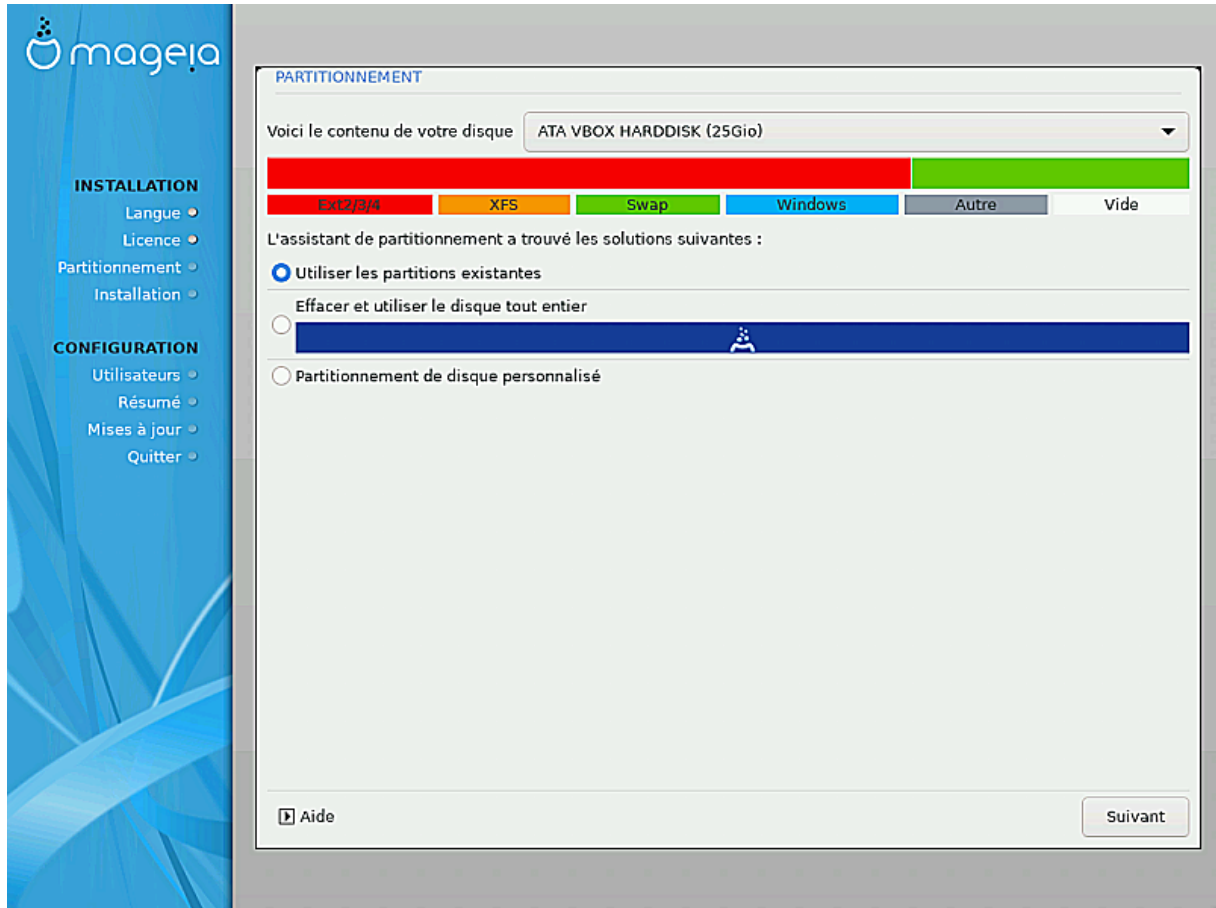 mageia
INSTALLATION
Langue
Licence
Partitionnement
Installation
CONFIGURATION
Utilisateurs
Résumé
Mises à jour
Quitter
PARTITIONNEMENT
Voici le contenu de votre disque ATA VBOX HARDDISK (25Gio)
Ext2/3/4 XFS Swap Windows Autre Vide
L'assistant de partitionnement a trouvé les solutions suivantes :
Utiliser les partitions existantes
Effacer et utiliser le disque tout entier
Partitionnement de disque personnalisé
Aide Suivant